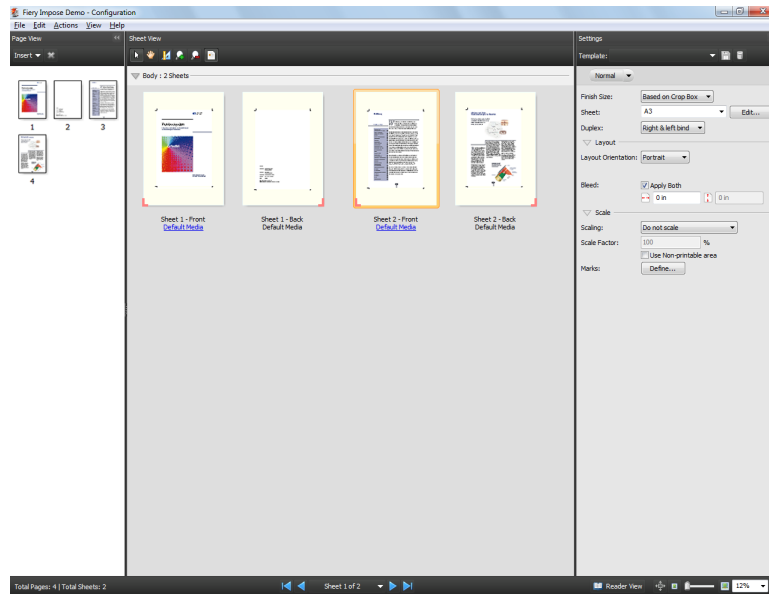 Fiery Impose Demo - Configuration
File Edit Actions View Help
Page View
Sheet View
Settings
Insert
Template:
Body : 2 Sheets
Normal
1 2 3
4
Sheet 1 - Front
Default Media
Sheet 1 - Back
Default Media
Sheet 2 - Front
Default Media
Sheet 2 - Back
Default Media
Finish Size: Based on Crop Box
Sheet: A3 Edit...
Duplex: Right & left bind
Layout
Layout Orientation: Portrait
Bleed: Apply Both
0 in 0 in
Scale
Scaling: Do not scale
Scale Factor: 100 %
Use Non-printable area
Marks: Define...
Total Pages: 4 | Total Sheets: 2
Sheet 1 of 2
Reader View
12%